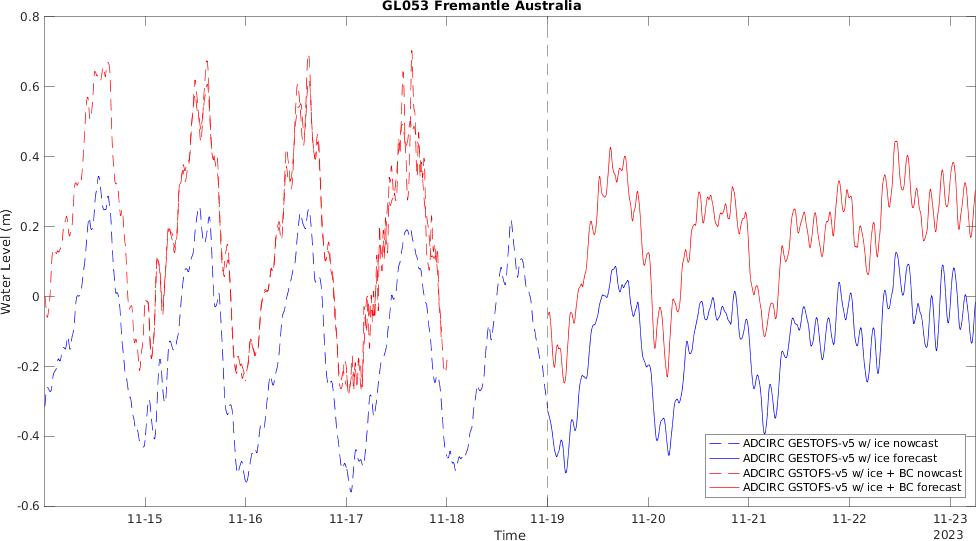 GL053 Fremantle Australia
0.8
0.6
0.4
0.2
0
-0.2
-0.4
-0.6
Water Level (m)
11-15 11-16 11-17 11-18 11-19 11-20 11-21 11-22 11-23
Time
2023
ADCIRC GESTOFS-v5 w/ ice nowcast
ADCIRC GESTOFS-v5 w/ ice forecast
ADCIRC GSTOFS-v5 w/ ice + BC nowcast
ADCIRC GSTOFS-v5 w/ ice + BC forecast